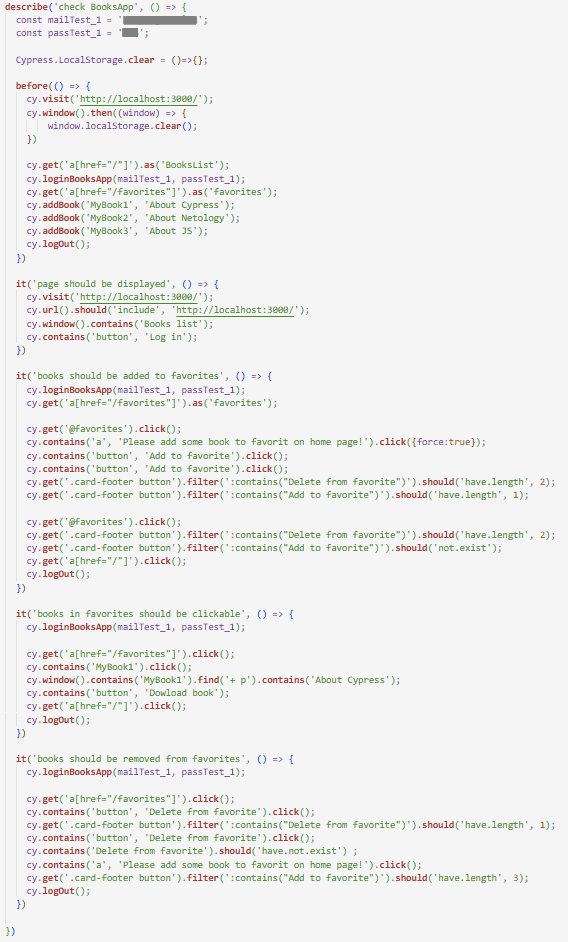 describe('check BooksApp', () => {
const mailTest_1 = '';
const passTest_1 = '';
Cypress.LocalStorage.clear = ()=>{};
before(() => {
cy.visit('http://localhost:3000/');
cy.window().then((window) => {
window.localStorage.clear();
})
cy.get('a[href="/"]').as('BooksList');
cy.loginBooksApp(mailTest_1, passTest_1);
cy.get('a[href="/favorites"]').as('favorites');
cy.addBook('MyBook1', 'About Cypress');
cy.addBook('MyBook2', 'About Netology');
cy.addBook('MyBook3', 'About JS');
cy.logOut();
})
it('page should be displayed', () => {
cy.visit('http://localhost:3000/');
cy.url().should('include', 'http://localhost:3000/');
cy.window().contains('Books list');
cy.contains('button', 'Log in');
})
it('books should be added to favorites', () => {
cy.loginBooksApp(mailTest_1, passTest_1);
cy.get('a[href="/favorites"]').as('favorites');
cy.get('@favorites').click();
cy.contains('a', 'Please add some book to favorit on home page!').click({force:true});
cy.contains('button', 'Add to favorite').click();
cy.contains('button', 'Add to favorite').click();
cy.get('.card-footer button').filter(':contains("Delete from favorite")').should('have.length', 2);
cy.get('.card-footer button').filter(':contains("Add to favorite")').should('have.length', 1);
cy.get('@favorites').click();
cy.get('.card-footer button').filter(':contains("Delete from favorite")').should('have.length', 2);
cy.get('.card-footer button').filter(':contains("Add to favorite")').should('not.exist');
cy.get('a[href="/"]').click();
cy.logOut();
})
it('books in favorites should be clickable', () => {
cy.loginBooksApp(mailTest_1, passTest_1);
cy.get('a[href="/favorites"]').click();
cy.contains('MyBook1').click();
cy.window().contains('MyBook1').find('+ p').contains('About Cypress');
cy.contains('button', 'Dowload book');
cy.get('a[href="/"]').click();
cy.logOut();
})
it('books should be removed from favorites', () => {
cy.loginBooksApp(mailTest_1, passTest_1);
cy.get('a[href="/favorites"]').click();
cy.contains('button', 'Delete from favorite').click();
cy.get('.card-footer button').filter(':contains("Delete from favorite")').should('have.length', 1);
cy.contains('button', 'Delete from favorite').click();
cy.contains('Delete from favorite').should('have.not.exist') ;
cy.contains('a', 'Please add some book to favorit on home page!').click();
cy.get('.card-footer button').filter(':contains("Add to favorite")').should('have.length', 3);
cy.logOut();
})
})